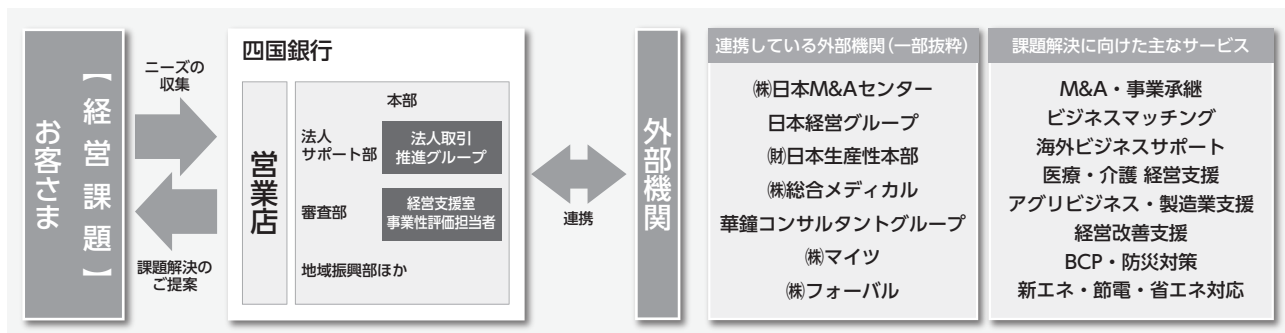 お客さま
【経営課題】
ニーズの
収集
課題解決の
ご提案
四国銀行
営業店
本部
法人
サポート部
法人取引
推進グループ
審査部
経営支援室
事業性評価担当者
地域振興部ほか
連携
外部機関
連携している外部機関（一部抜粋）
㈱日本M&Aセンター
日本経営グループ
㈶日本生産性本部
㈱総合メディカル
華鐘コンサルタントグループ
㈱マイツ
㈱フォーバル
課題解決に向けた主なサービス
M&A・事業承継
ビジネスマッチング
海外ビジネスサポート
医療・介護 経営支援
アグリビジネス・製造業支援
経営改善支援
BCP・防災対策
新エネ・節電・省エネ対応